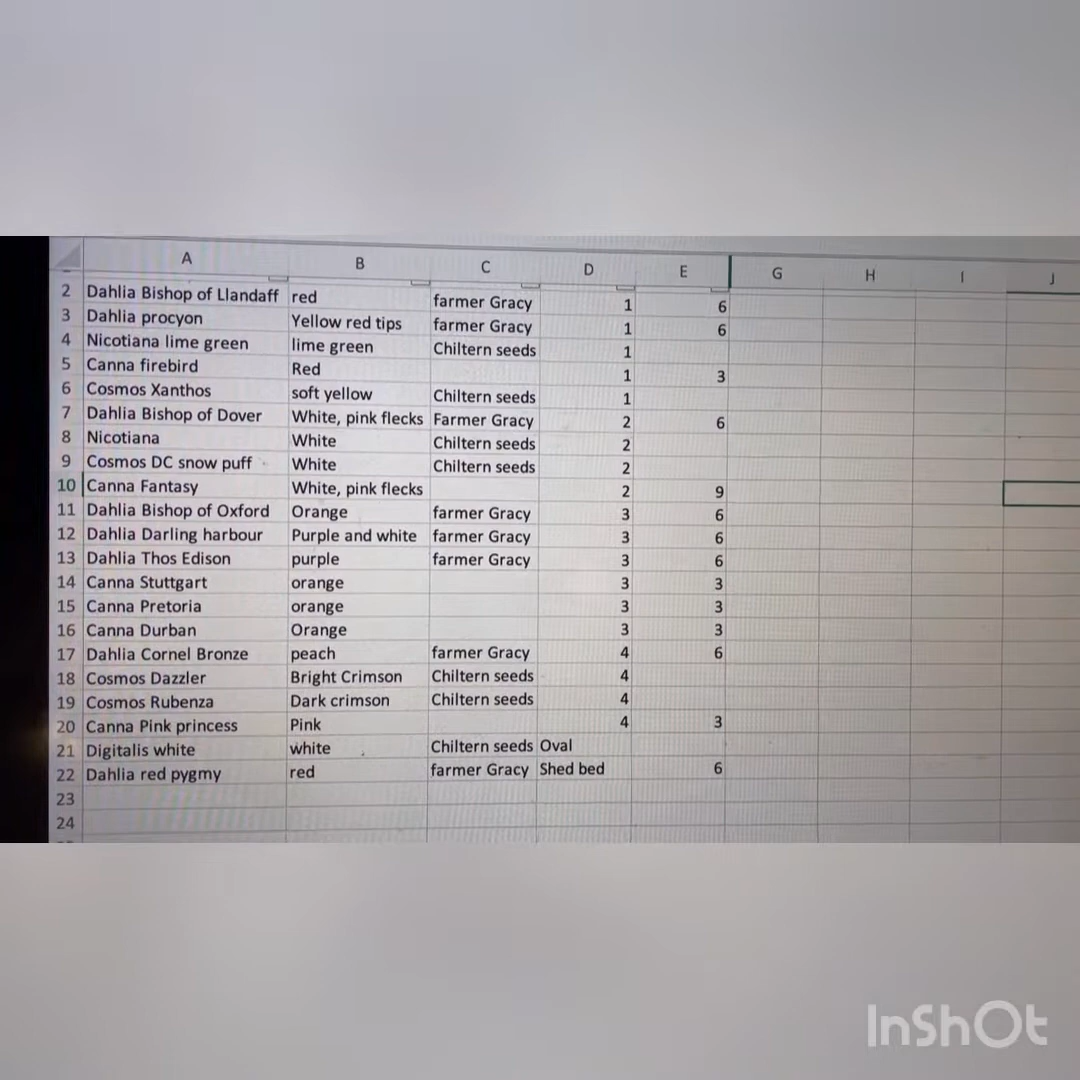 A B C D E G H I J
2 Dahlia Bishop of Llandaff red farmer Gracy 1 6
3 Dahlia procyon Yellow red tips farmer Gracy 1 6
4 Nicotiana lime green lime green Chiltern seeds 1
5 Canna firebird Red 1 3
6 Cosmos Xanthos soft yellow Chiltern seeds 1
7 Dahlia Bishop of Dover White, pink flecks Farmer Gracy 2 6
8 Nicotiana White Chiltern seeds 2
9 Cosmos DC snow puff White Chiltern seeds 2
10 Canna Fantasy White, pink flecks 2 9
11 Dahlia Bishop of Oxford Orange farmer Gracy 3 6
12 Dahlia Darling harbour Purple and white farmer Gracy 3 6
13 Dahlia Thos Edison purple farmer Gracy 3 6
14 Canna Stuttgart orange 3 3
15 Canna Pretoria orange 3 3
16 Canna Durban Orange 3 3
17 Dahlia Cornel Bronze peach farmer Gracy 4 6
18 Cosmos Dazzler Bright Crimson Chiltern seeds 4
19 Cosmos Rubenza Dark crimson Chiltern seeds 4
20 Canna Pink princess Pink 4 3
21 Digitalis white white Chiltern seeds Oval
22 Dahlia red pygmy red farmer Gracy Shed bed 6
23
24
InShOt